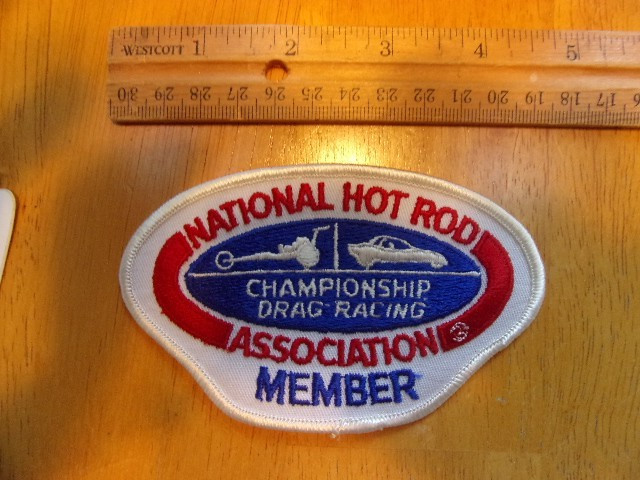 WESTCOTT 1 2 3 4 5
30 29 28 27 26 25 24 23 22 21 20 19 18 17 16
NATIONAL HOT ROD
CHAMPIONSHIP
DRAG RACING
ASSOCIATION ®
MEMBER